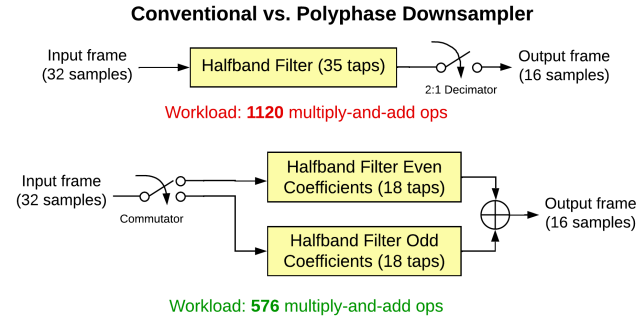 Conventional vs. Polyphase Downsampler
Input frame
(32 samples)
Halfband Filter (35 taps)
2:1 Decimator
Output frame
(16 samples)
Workload: 1120 multiply-and-add ops
Input frame
(32 samples)
Commutator
Halfband Filter Even
Coefficients (18 taps)
Halfband Filter Odd
Coefficients (18 taps)
Output frame
(16 samples)
Workload: 576 multiply-and-add ops